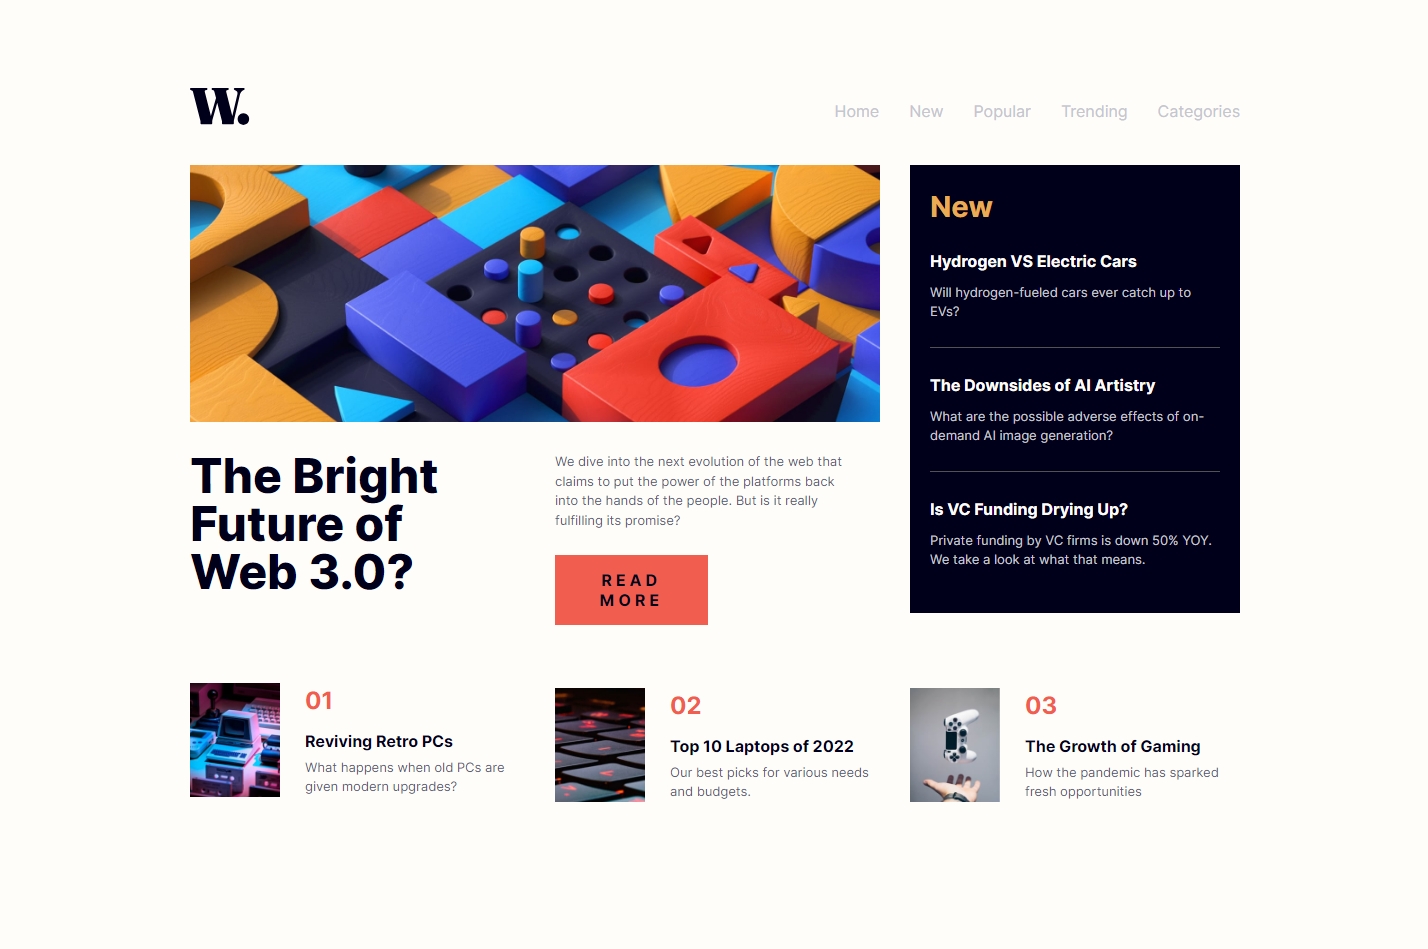 W.
Home New Popular Trending Categories
The Bright
Future of
Web 3.0?
We dive into the next evolution of the web that
claims to put the power of the platforms back
into the hands of the people. But is it really
fulfilling its promise?
READ
MORE
New
Hydrogen VS Electric Cars
Will hydrogen-fueled cars ever catch up to
EVs?
The Downsides of AI Artistry
What are the possible adverse effects of on-
demand AI image generation?
Is VC Funding Drying Up?
Private funding by VC firms is down 50% YOY.
We take a look at what that means.
01
Reviving Retro PCs
What happens when old PCs are
given modern upgrades?
02
Top 10 Laptops of 2022
Our best picks for various needs
and budgets.
03
The Growth of Gaming
How the pandemic has sparked
fresh opportunities